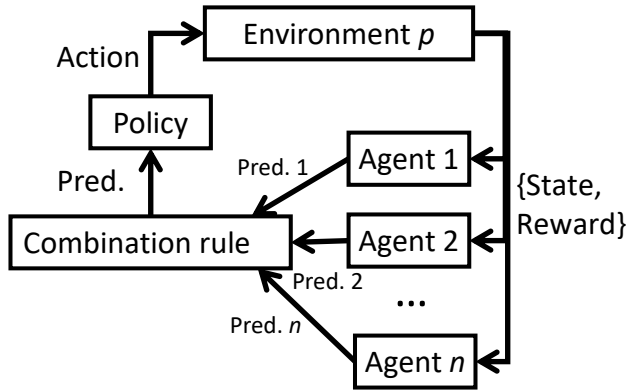 Environment p
Action
Policy
Pred. 1
Agent 1
Pred.
{State,
Reward}
Combination rule
Agent 2
Pred. 2
...
Pred. n
Agent n